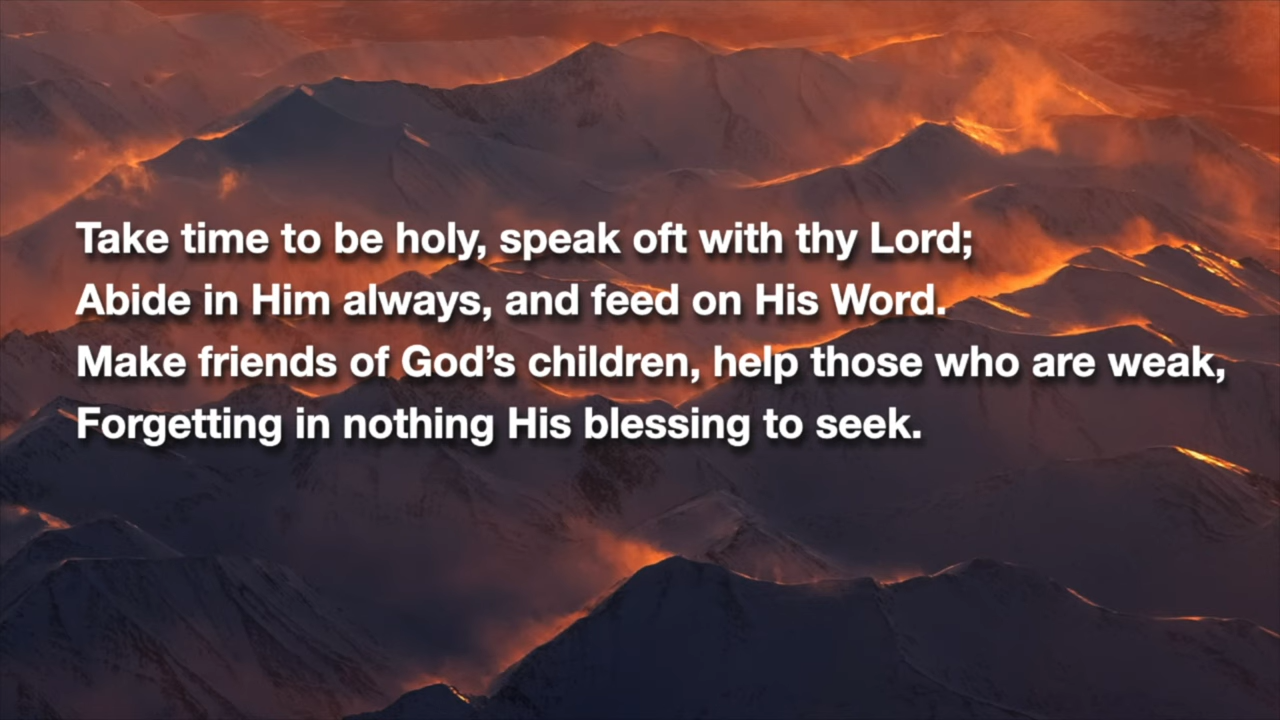 Take time to be holy, speak oft with thy Lord;
Abide in Him always, and feed on His Word.
Make friends of God’s children, help those who are weak,
Forgetting in nothing His blessing to seek.